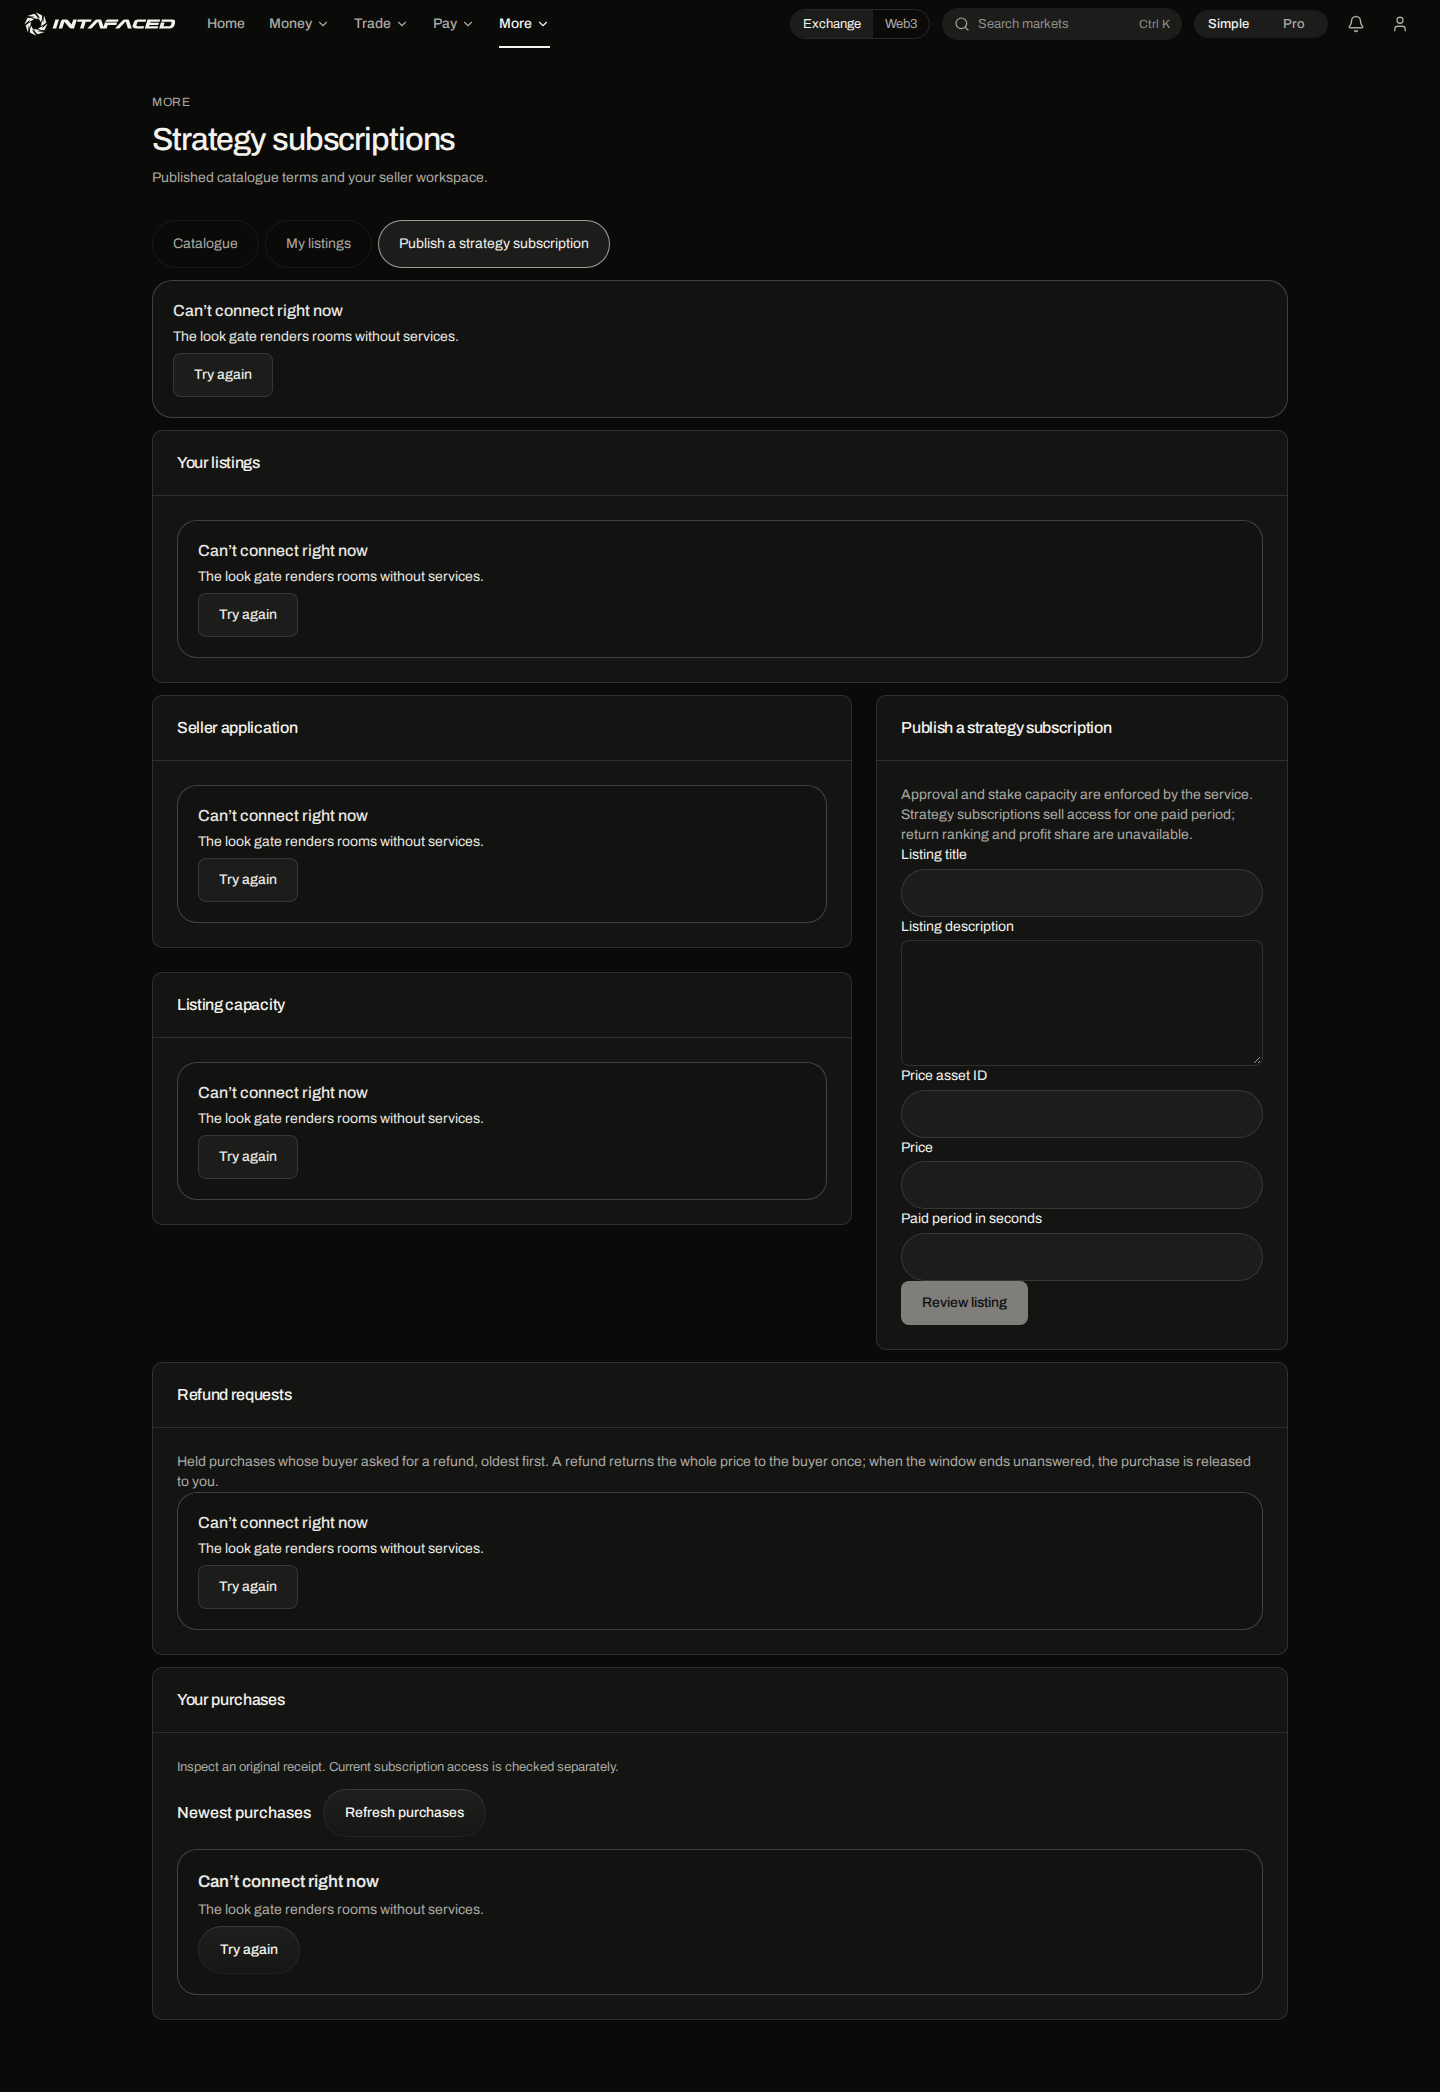 INTAFACED
Home Money Trade Pay More
Exchange Web3 Search markets Ctrl K Simple Pro
MORE
Strategy subscriptions
Published catalogue terms and your seller workspace.
Catalogue My listings Publish a strategy subscription
Can’t connect right now
The look gate renders rooms without services.
Try again
Your listings
Can’t connect right now
The look gate renders rooms without services.
Try again
Seller application
Can’t connect right now
The look gate renders rooms without services.
Try again
Listing capacity
Can’t connect right now
The look gate renders rooms without services.
Try again
Publish a strategy subscription
Approval and stake capacity are enforced by the service.
Strategy subscriptions sell access for one paid period;
return ranking and profit share are unavailable.
Listing title
Listing description
Price asset ID
Price
Paid period in seconds
Review listing
Refund requests
Held purchases whose buyer asked for a refund, oldest first. A refund returns the whole price to the buyer once; when the window ends unanswered, the purchase is released
to you.
Can’t connect right now
The look gate renders rooms without services.
Try again
Your purchases
Inspect an original receipt. Current subscription access is checked separately.
Newest purchases Refresh purchases
Can’t connect right now
The look gate renders rooms without services.
Try again